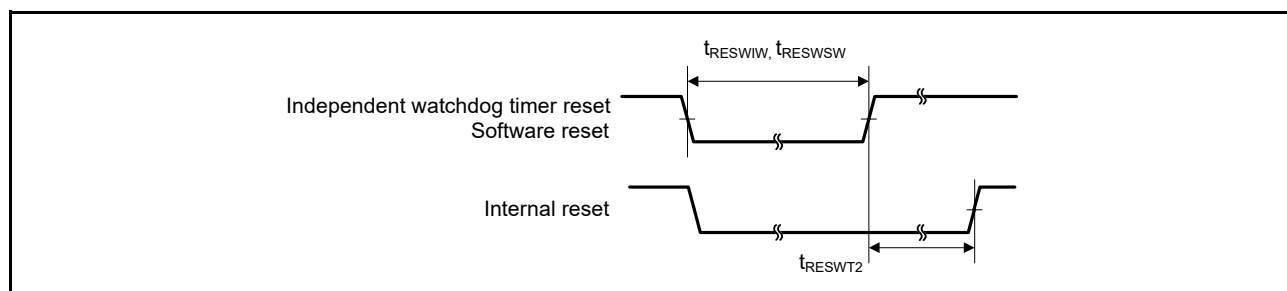 tRESWIW, tRESWSW
Independent watchdog timer reset
Software reset
Internal reset
tRESWT2